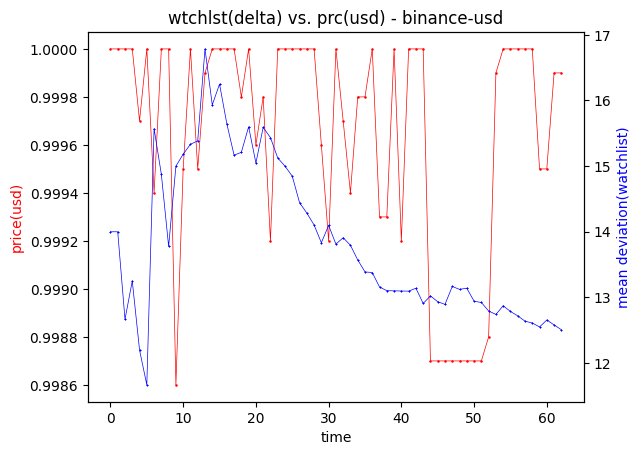 wtchlst(delta) vs. prc(usd) - binance-usd
1.0000
0.9998
0.9996
0.9994
0.9992
0.9990
0.9988
0.9986
price(usd)
17
16
15
14
13
12
mean deviation(watchlist)
0 10 20 30 40 50 60
time